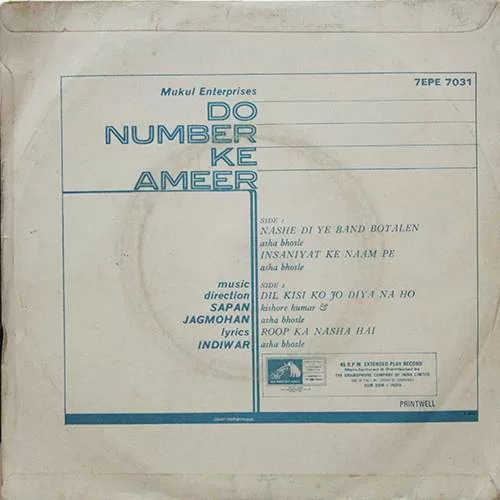 7EPE 7031
Mukul Enterprises
DO
NUMBER
KE
AMEER
SIDE 1
NASHE DI YE BAND BOTALEN
asha bhosle
INSANIYAT KE NAAM PE
asha bhosle
music
direction
SAPAN
JAGMOHAN
lyrics
INDIWAR
SIDE 2
DIL KISI KO JO DIYA NA HO
kishore kumar &
asha bhosle
ROOP KA NASHA HAI
asha bhosle
45 R.P.M. EXTENDED PLAY RECORD
Manufactured & Distributed by
THE GRAMOPHONE COMPANY OF INDIA LIMITED
DUM DUM / INDIA
PRINTWELL